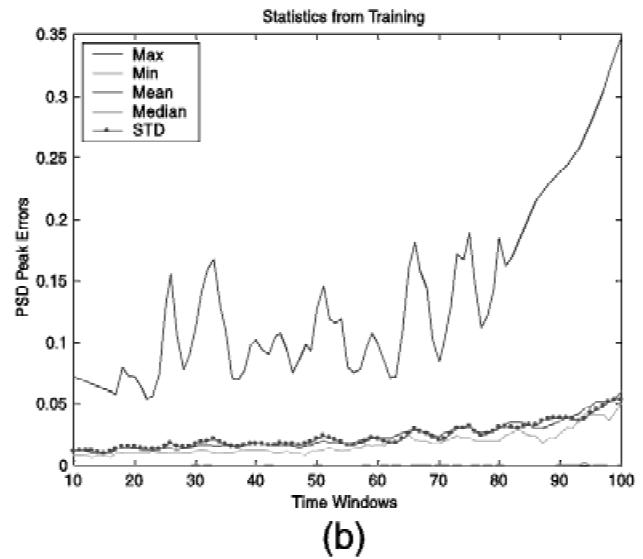 Statistics from Training
0.35
0.3
0.25
0.2
0.15
0.1
0.05
0
PSD Peak Errors
Max
Min
Mean
Median
STD
10 20 30 40 50 60 70 80 90 100
Time Windows
(b)